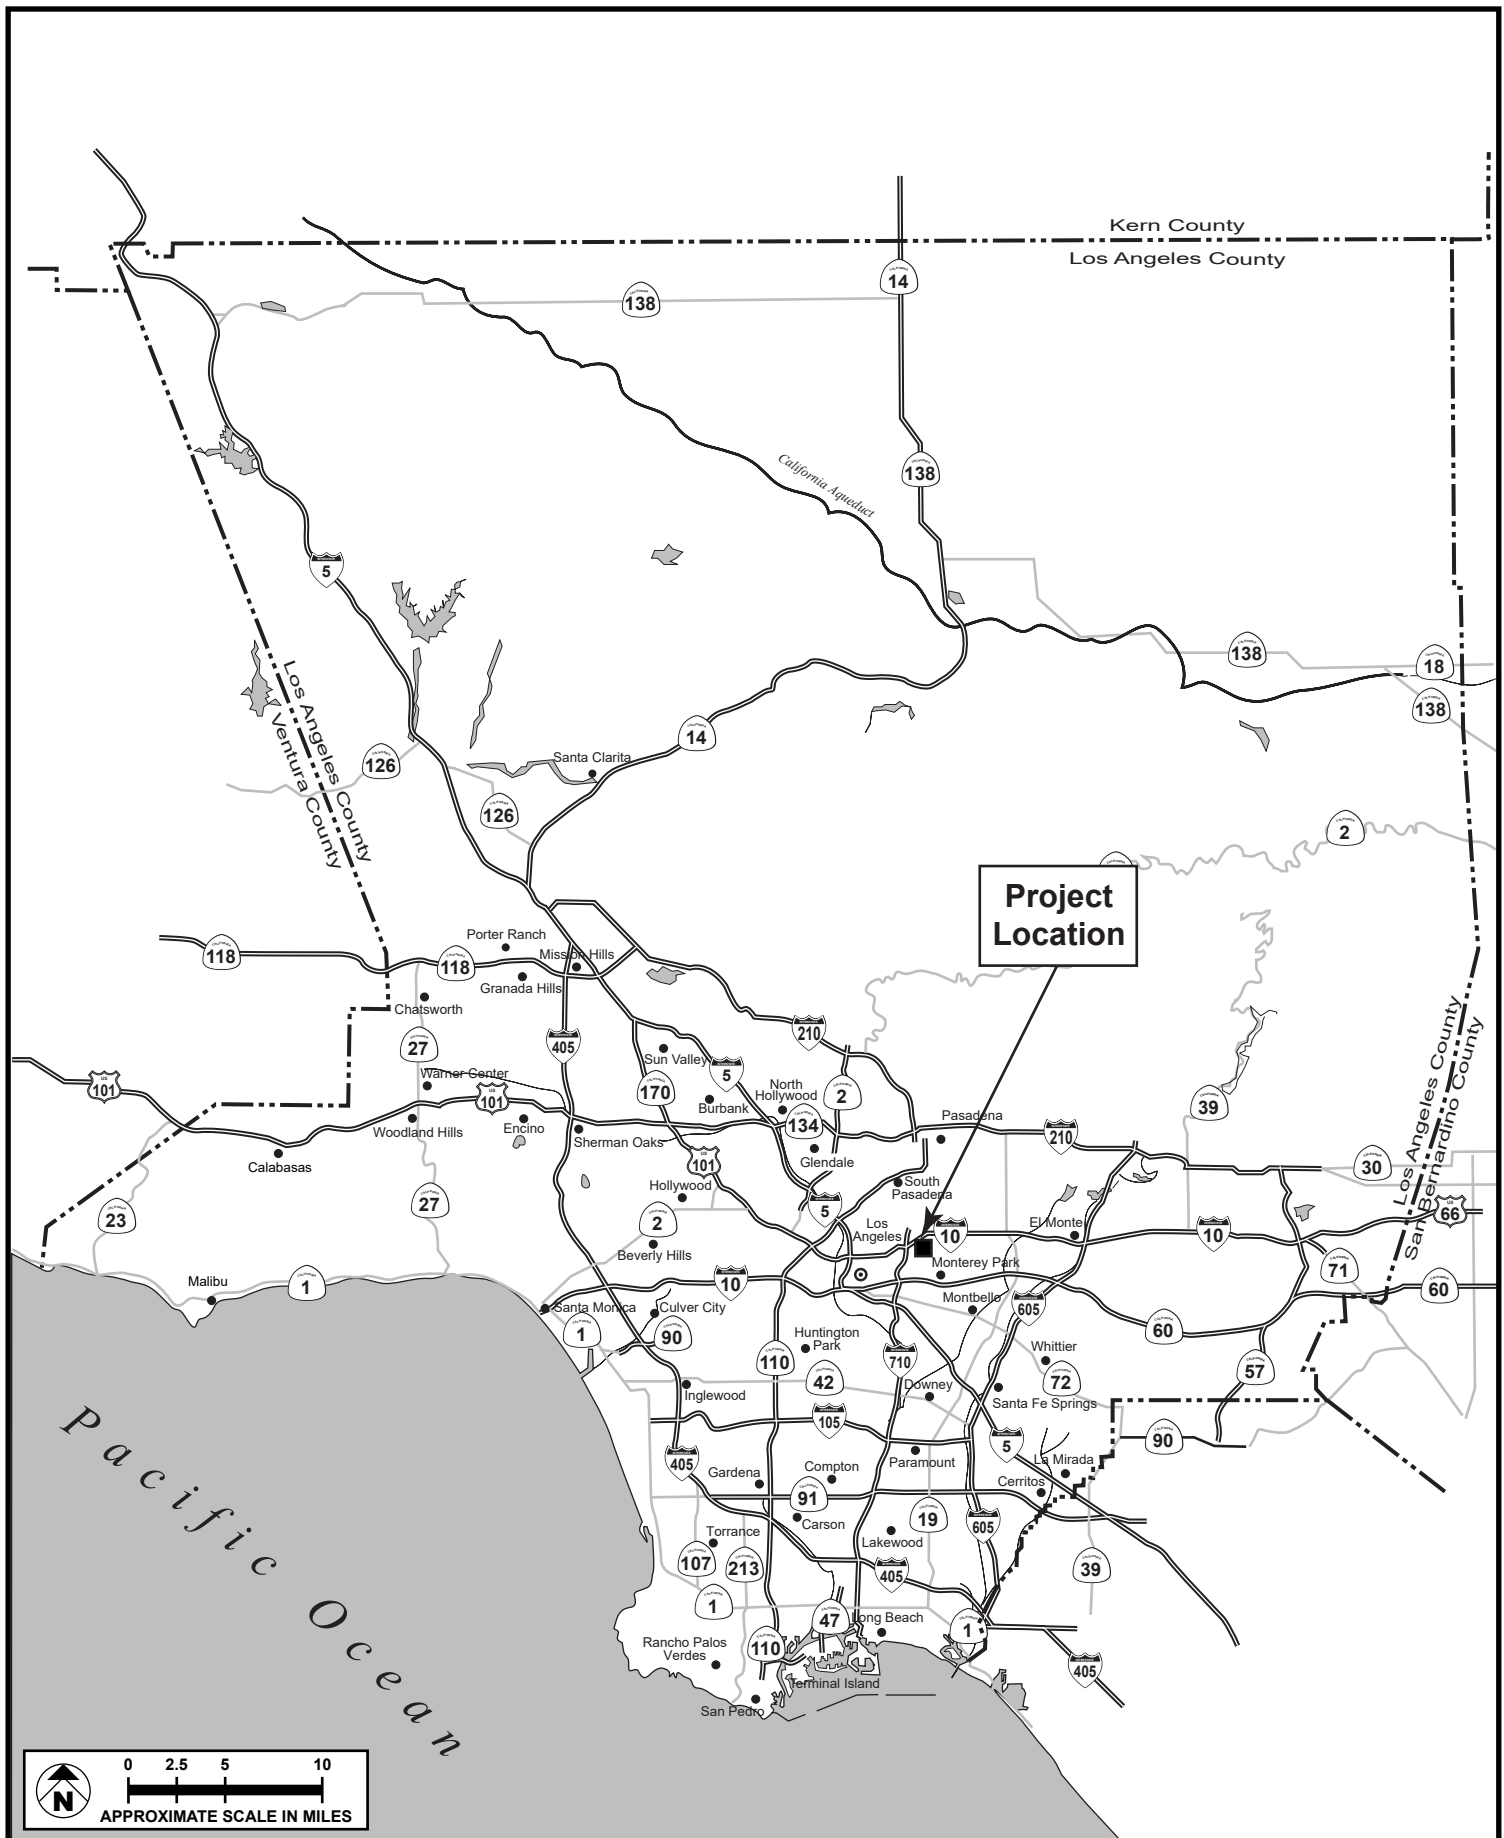 Kern County
Los Angeles County
14
138
California Aqueduct
138
5
138
18
138
Los Angeles County
Ventura County
14
126
Santa Clarita
126
2
Project
Location
Porter Ranch
118
118
Mission Hills
Granada Hills
Chatsworth
27
405
210
Sun Valley
5
Warner Center
101
101
170
North
Hollywood
2
Burbank
134
39
Los Angeles County
San Bernardino County
Woodland Hills
Encino
Sherman Oaks
Pasadena
210
Calabasas
101
Glendale
30
Hollywood
South
Pasadena
23
27
2
5
Los
Angeles
10
El Monte
10
66
Beverly Hills
Monterey Park
71
Malibu
1
10
60
Santa Monica
Culver City
Montbello
605
1
90
Huntington
Park
60
110
710
Whittier
57
42
72
Inglewood
Downey
Santa Fe Springs
105
5
90
405
Paramount
La Mirada
Gardena
Compton
Cerritos
91
Carson
19
605
Torrance
Lakewood
107
213
405
39
1
47
Long Beach
1
Rancho Palos
Verdes
110
405
Terminal Island
San Pedro
Pacific Ocean
0 2.5 5 10
N
APPROXIMATE SCALE IN MILES